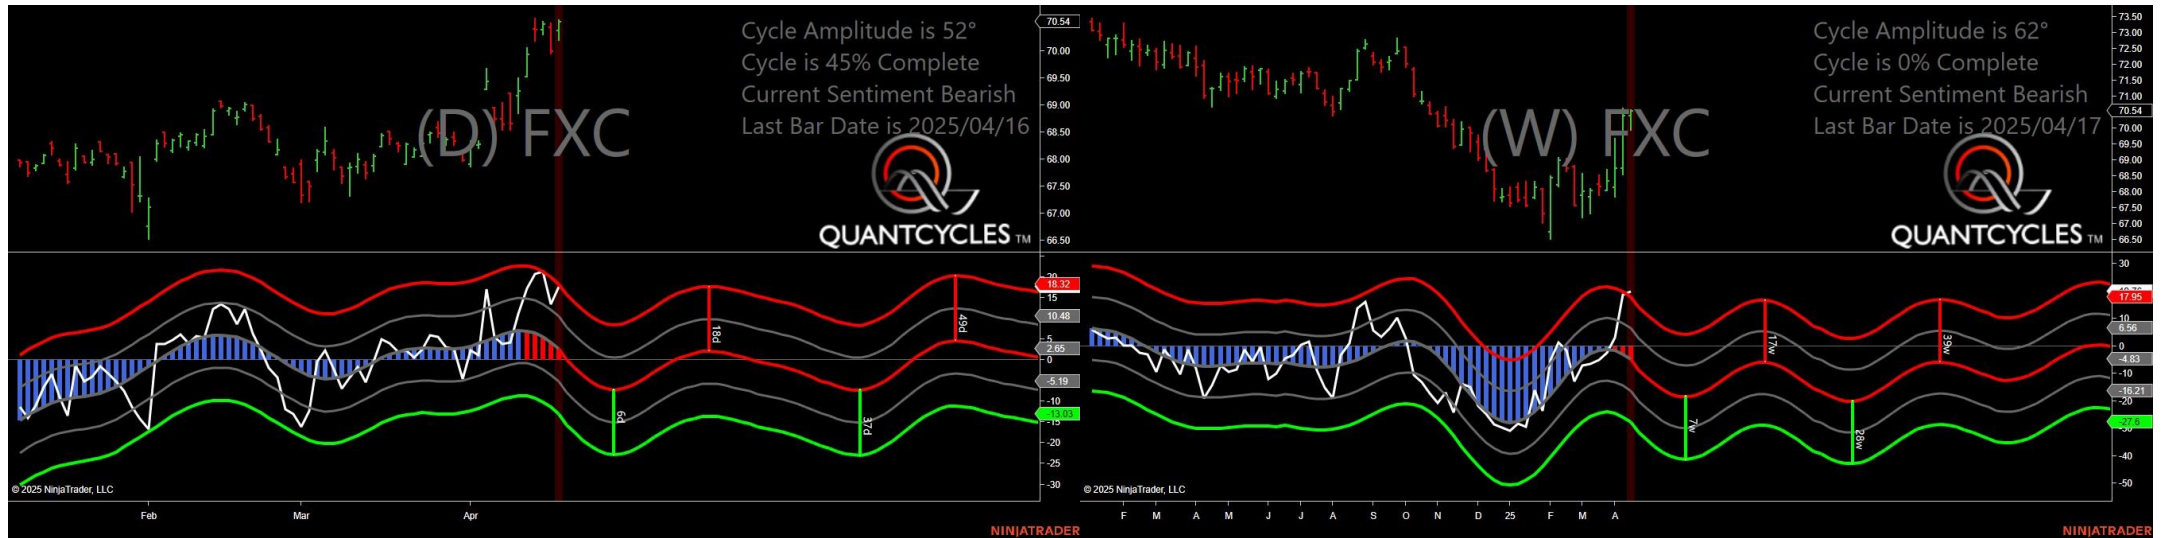 Cycle Amplitude is 52°
Cycle is 45% Complete
Current Sentiment Bearish
Last Bar Date is 2025/04/16
(D) FXC
QUANTCYCLES TM
70.54
70.00
69.50
69.00
68.50
68.00
67.50
67.00
66.50
18.32
15
10.48
5
2.65
0
-5.19
-10
-13.03
-15
-20
-25
-30
18d
49d
6d
37d
© 2025 NinjaTrader, LLC
Feb Mar Apr
NINJATRADER
Cycle Amplitude is 62°
Cycle is 0% Complete
Current Sentiment Bearish
Last Bar Date is 2025/04/17
(W) FXC
QUANTCYCLES TM
73.50
73.00
72.50
72.00
71.50
71.00
70.54
70.00
69.50
69.00
68.50
68.00
67.50
67.00
66.50
30
17.95
10
6.56
0
-4.83
-10
-16.21
-20
-27.6
-40
-50
17w
39w
7w
28w
© 2025 NinjaTrader, LLC
F M A M J J A S O N D 25 F M A
NINJATRADER